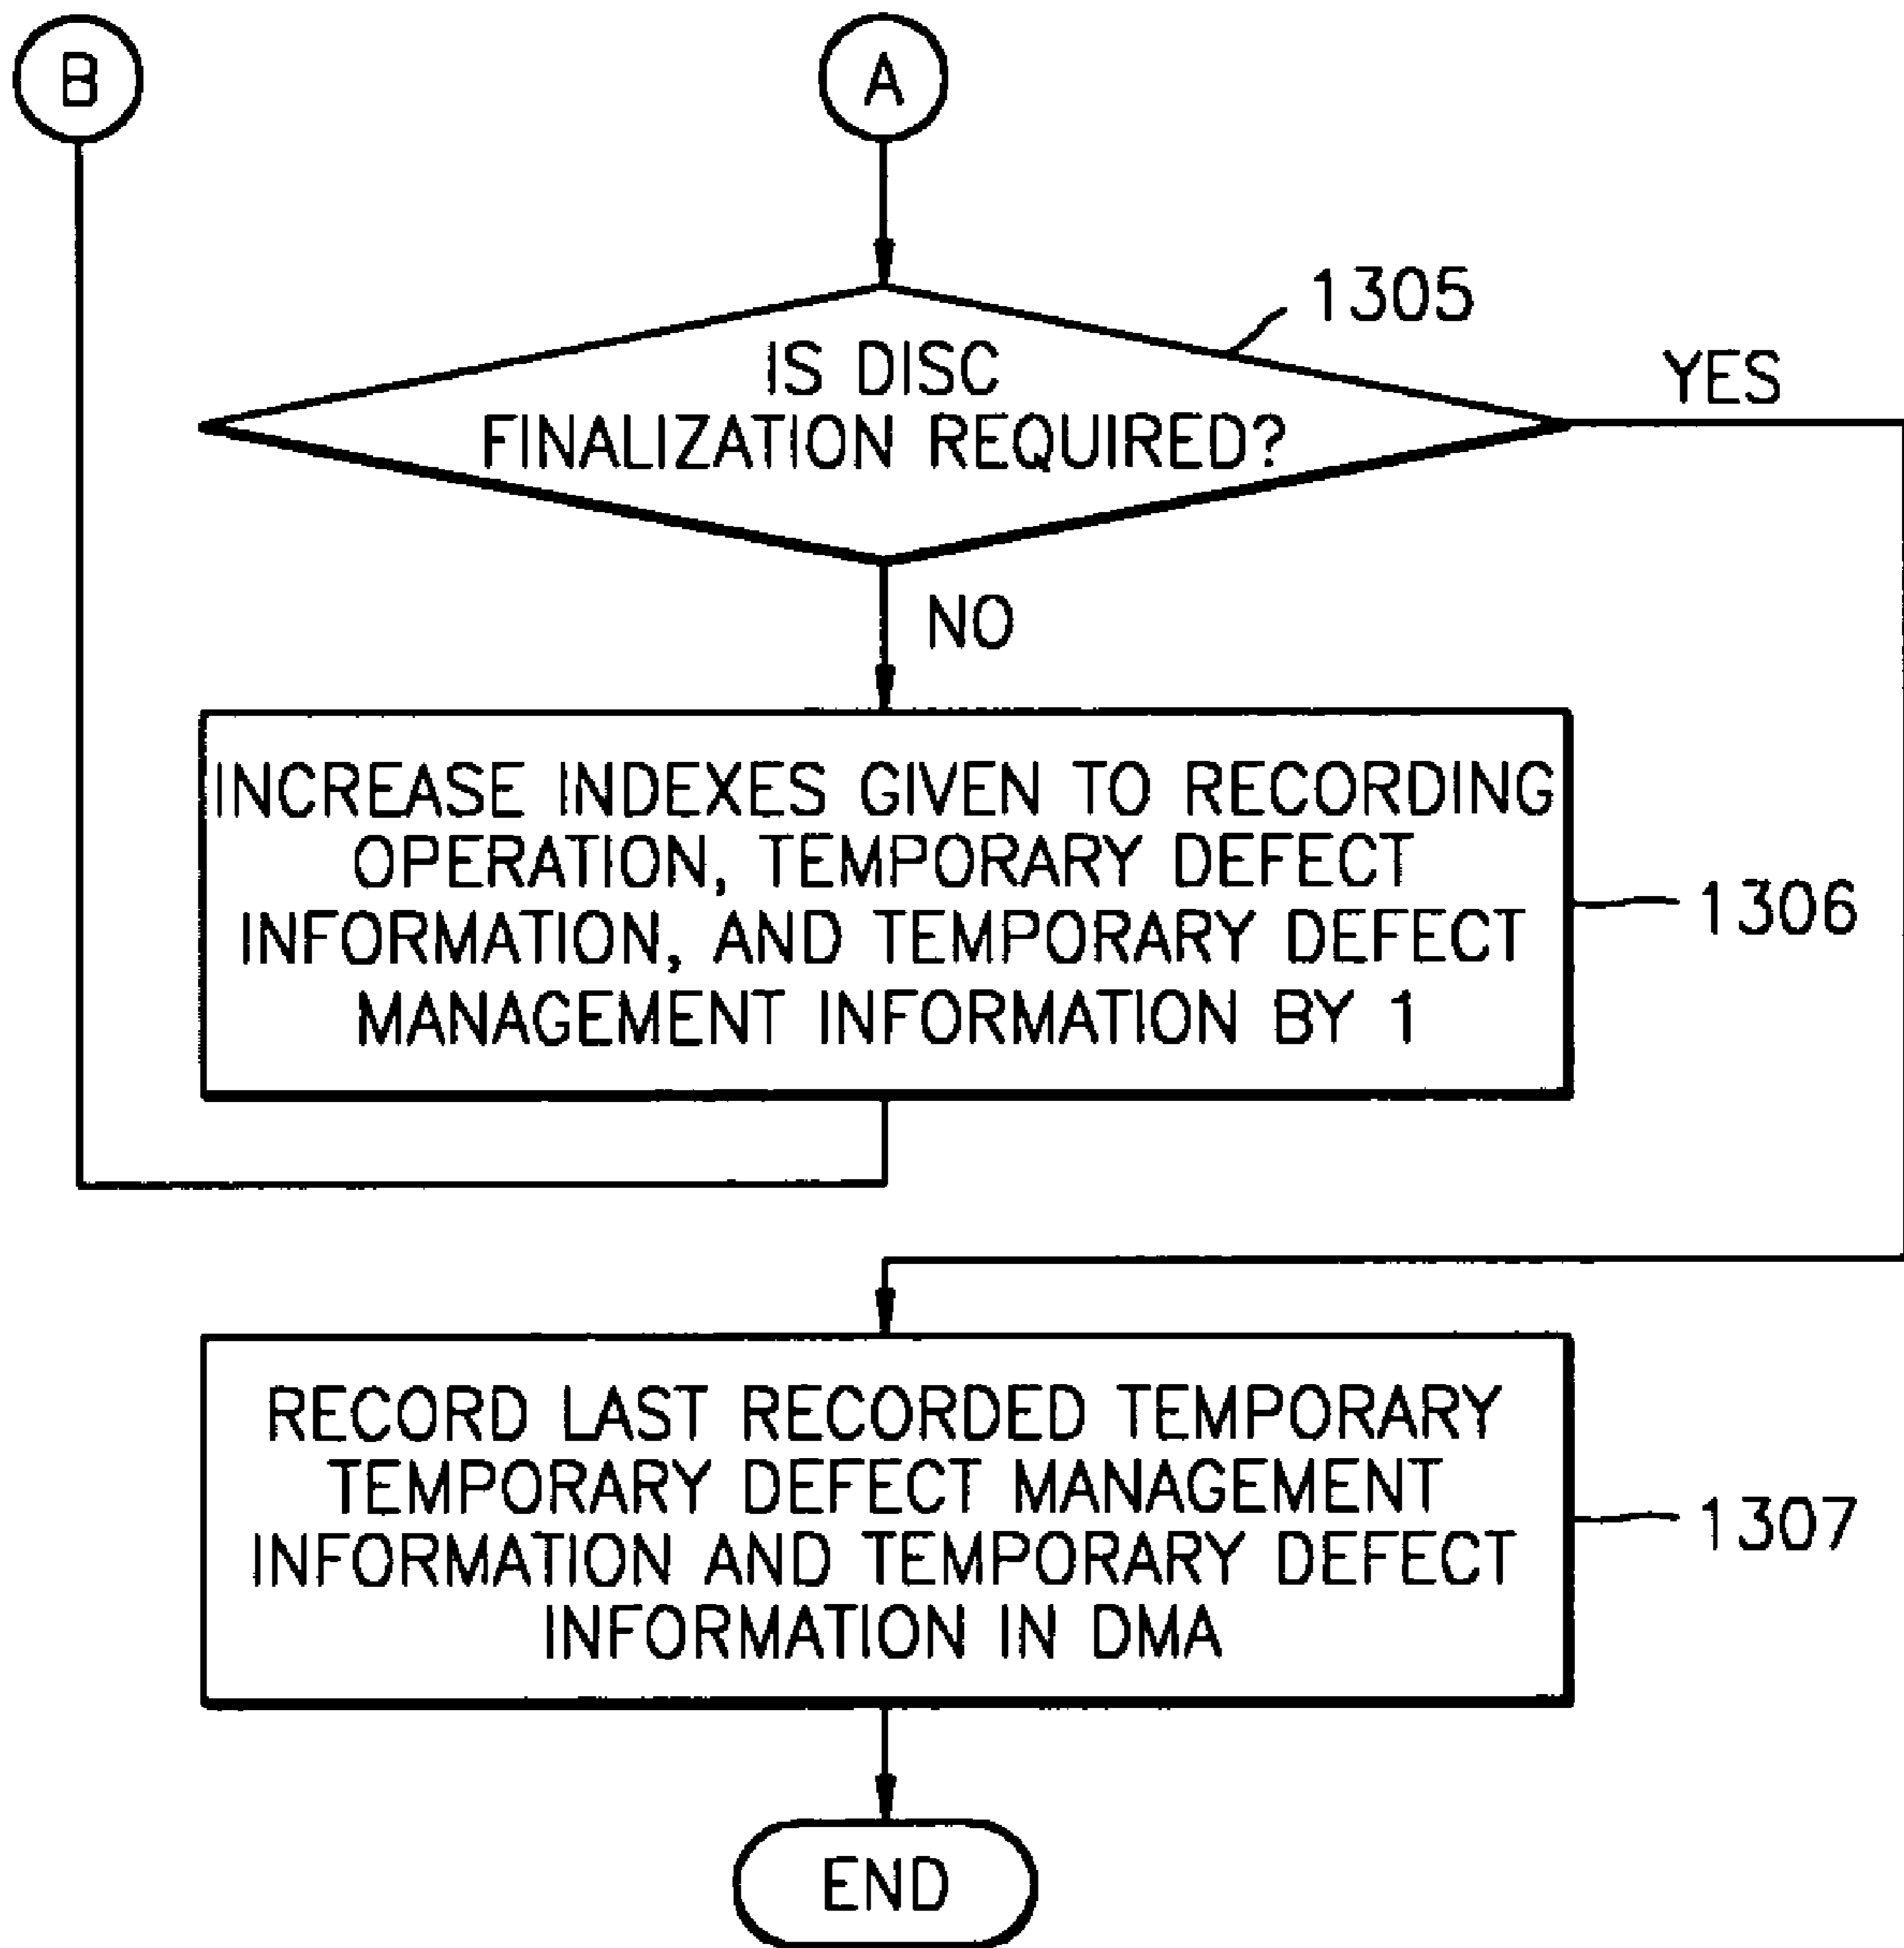 B
A
1305
IS DISC
FINALIZATION REQUIRED?
YES
NO
INCREASE INDEXES GIVEN TO RECORDING
OPERATION, TEMPORARY DEFECT
INFORMATION, AND TEMPORARY DEFECT
MANAGEMENT INFORMATION BY 1
1306
RECORD LAST RECORDED TEMPORARY
TEMPORARY DEFECT MANAGEMENT
INFORMATION AND TEMPORARY DEFECT
INFORMATION IN DMA
1307
END